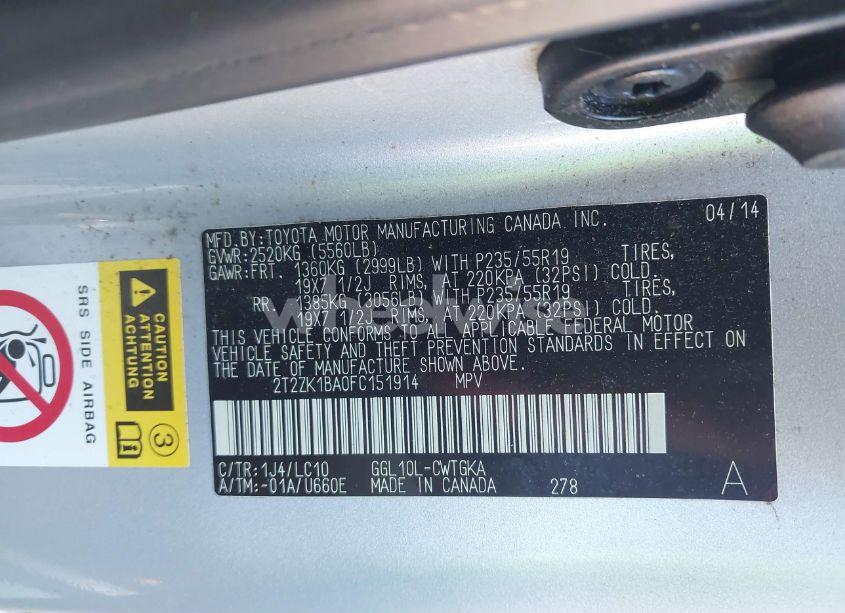 MFD.BY:TOYOTA MOTOR MANUFACTURING CANADA INC. 04/14
GVWR:2520KG (5560LB)
GAWR:FRT. 1360KG (2999LB) WITH P235/55R19 TIRES,
19X7 1/2J RIMS, AT 220KPA (32PSI) COLD.
RR. 1385KG (3056LB) WITH P235/55R19 TIRES,
19X7 1/2J RIMS, AT 220KPA (32PSI) COLD.
THIS VEHICLE CONFORMS TO ALL APPLICABLE FEDERAL MOTOR
VEHICLE SAFETY AND THEFT PREVENTION STANDARDS IN EFFECT ON
THE DATE OF MANUFACTURE SHOWN ABOVE.
2T2ZK1BA0FC151914 MPV
C/TR:1J4/LC10 GGL10L-CWTGKA
A/TM:-01A/U660E MADE IN CANADA 278 A
wheelwise
CAUTION
ATTENTION
ACHTUNG
SRS SIDE AIRBAG
3